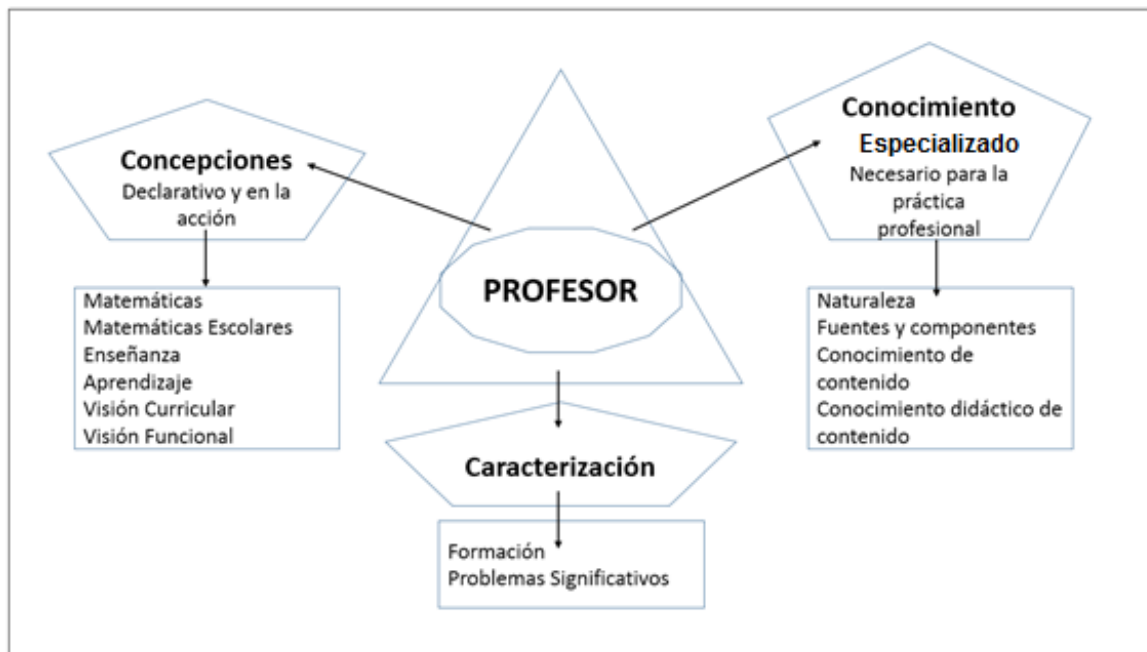 Concepciones
Declarativo y en la
acción
Matemáticas
Matemáticas Escolares
Enseñanza
Aprendizaje
Visión Curricular
Visión Funcional
PROFESOR
Conocimiento
Especializado
Necesario para la
práctica
profesional
Naturaleza
Fuentes y componentes
Conocimiento de
contenido
Conocimiento didáctico de
contenido
Caracterización
Formación
Problemas Significativos